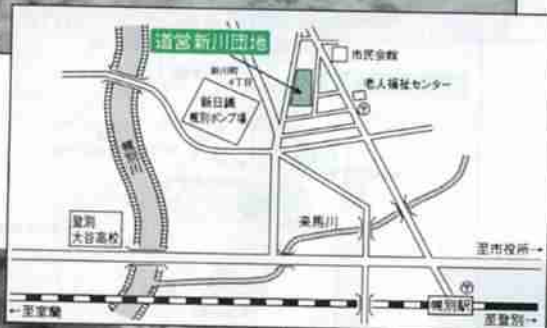 道営新川団地
市民会館
老人福祉センター
〒
新川町
4丁目
新日鐵
幌別ポンプ場
幌別川
登別
大谷高校
来馬川
至市役所→
〒
幌別駅
←至室蘭
至登別→